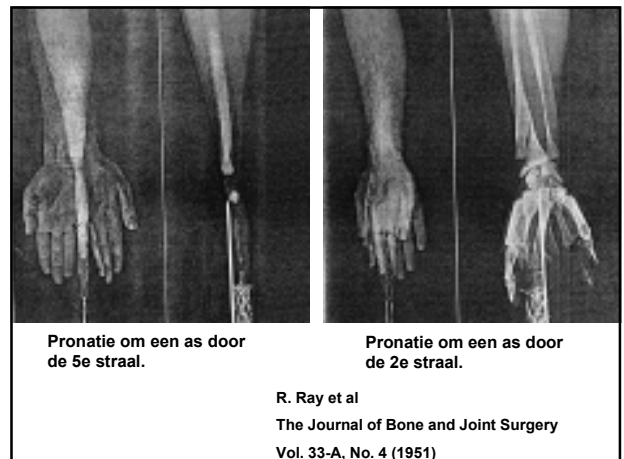 Pronatie om een as door
de 5e straal.
Pronatie om een as door
de 2e straal.
R. Ray et al
The Journal of Bone and Joint Surgery
Vol. 33-A, No. 4 (1951)